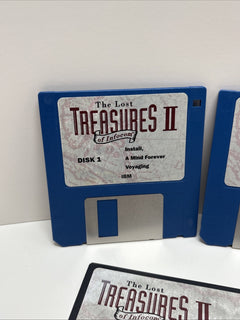 The Lost
TREASURES II
of Infocom
DISK 1
Install,
A Mind Forever
Voyaging
IBM
The Lost
TREASURES II
of Infocom